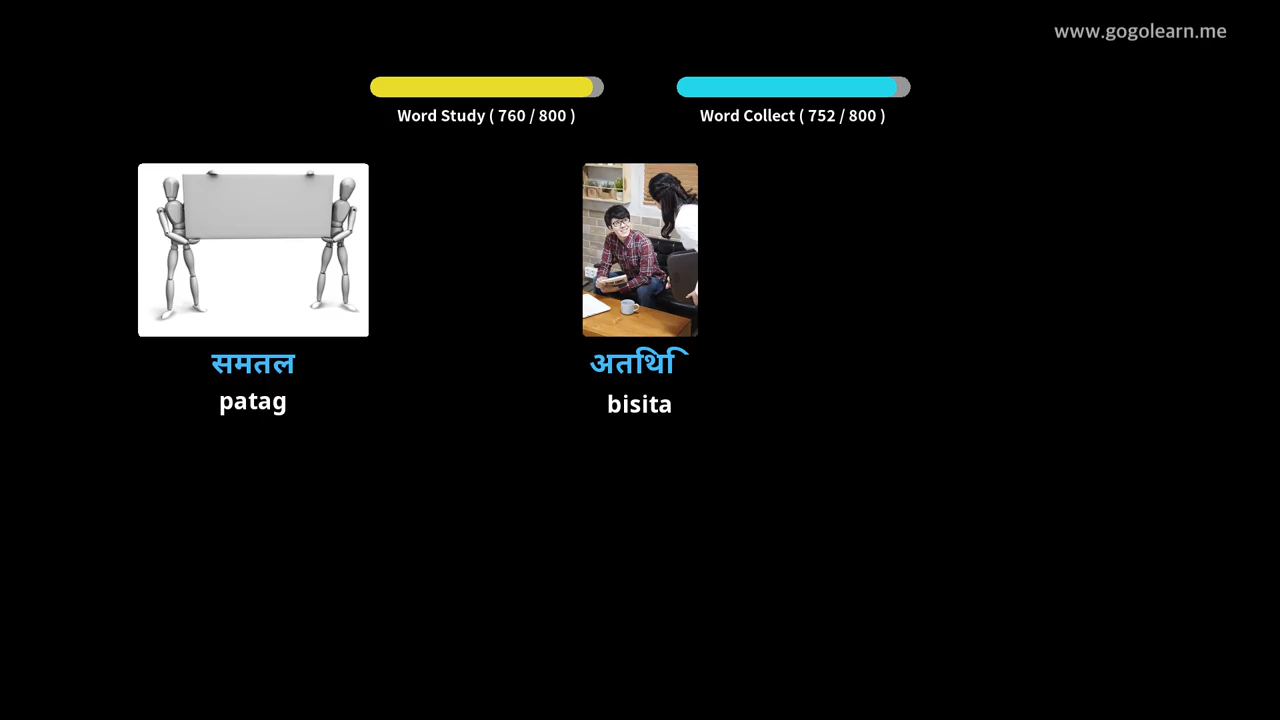 www.gogolearn.me
Word Study ( 760 / 800 )
Word Collect ( 752 / 800 )
समतल
patag
अतिथि
bisita